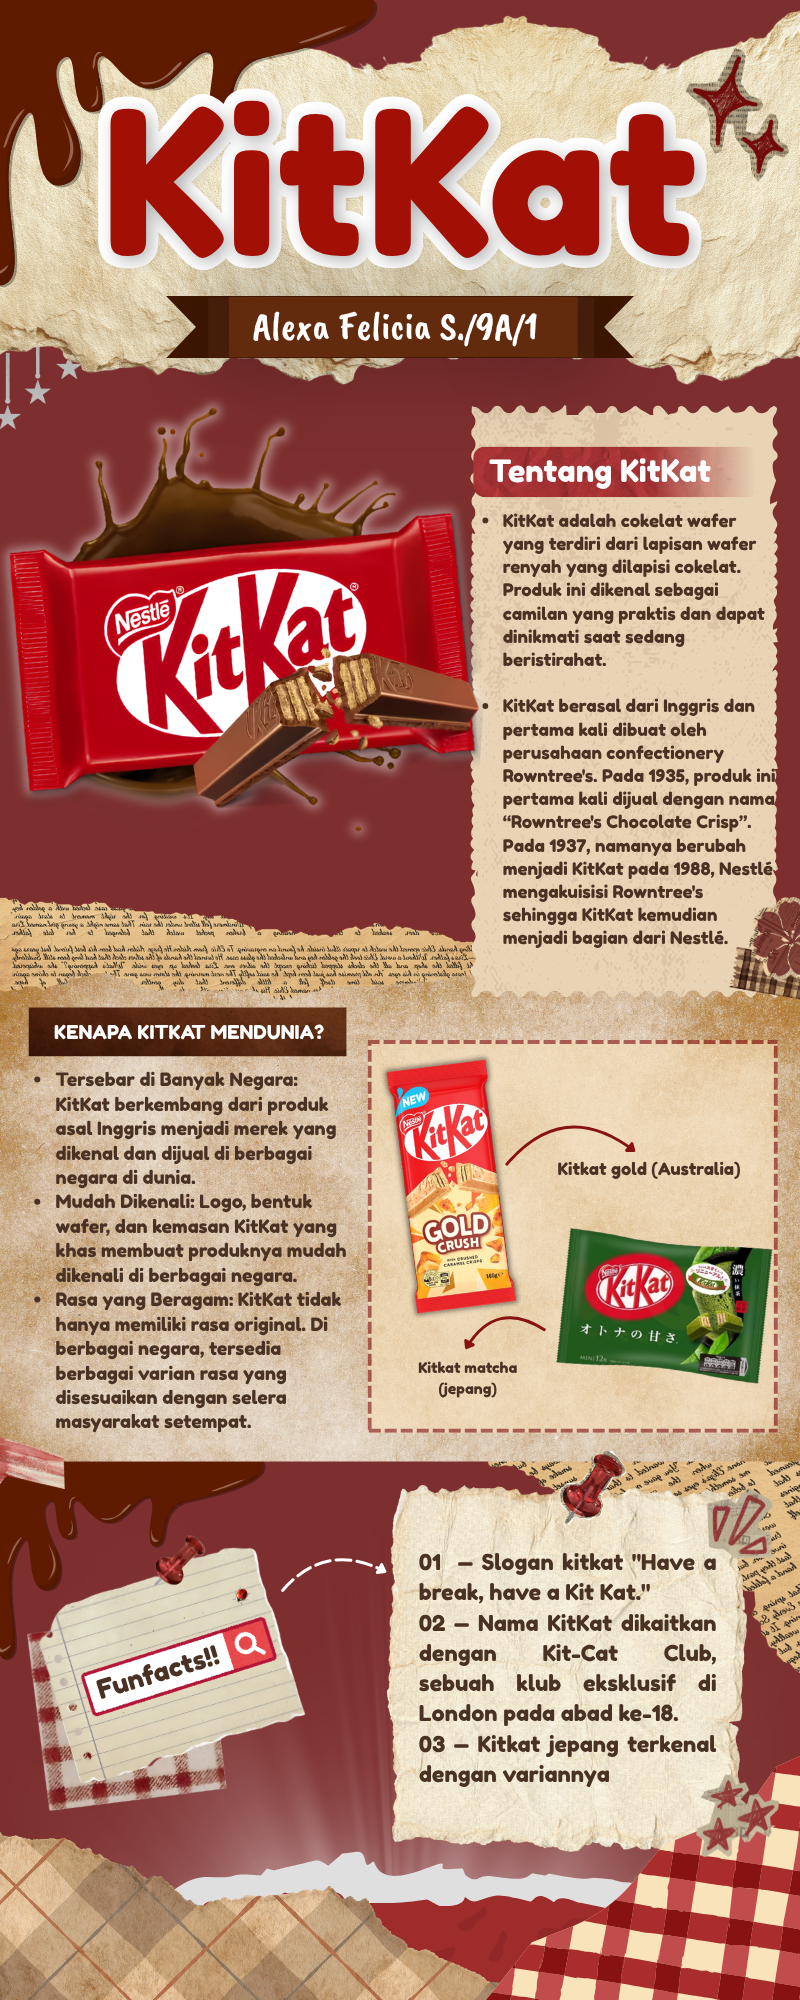 KitKat
Alexa Felicia S./9A/1
Nestlé
KitKat
Tentang KitKat
• KitKat adalah cokelat wafer
yang terdiri dari lapisan wafer
renyah yang dilapisi cokelat.
Produk ini dikenal sebagai
camilan yang praktis dan dapat
dinikmati saat sedang
beristirahat.
• KitKat berasal dari Inggris dan
pertama kali dibuat oleh
perusahaan confectionery
Rowntree's. Pada 1935, produk ini
pertama kali dijual dengan nama
“Rowntree's Chocolate Crisp”.
Pada 1937, namanya berubah
menjadi KitKat pada 1988, Nestlé
mengakuisisi Rowntree's
sehingga KitKat kemudian
menjadi bagian dari Nestlé.
KENAPA KITKAT MENDUNIA?
• Tersebar di Banyak Negara:
KitKat berkembang dari produk
asal Inggris menjadi merek yang
dikenal dan dijual di berbagai
negara di dunia.
• Mudah Dikenali: Logo, bentuk
wafer, dan kemasan KitKat yang
khas membuat produknya mudah
dikenali di berbagai negara.
• Rasa yang Beragam: KitKat tidak
hanya memiliki rasa original. Di
berbagai negara, tersedia
berbagai varian rasa yang
disesuaikan dengan selera
masyarakat setempat.
NEW
Nestlé
KitKat
GOLD
CRUSH
WITH CRUSHED
CARAMEL CRISPS
Kitkat gold (Australia)
KitKat
オトナの甘さ
濃い抹茶
Kitkat matcha
(jepang)
Funfacts!!
01 – Slogan kitkat "Have a
break, have a Kit Kat."
02 – Nama KitKat dikaitkan
dengan Kit-Cat Club,
sebuah klub eksklusif di
London pada abad ke-18.
03 – Kitkat jepang terkenal
dengan variannya